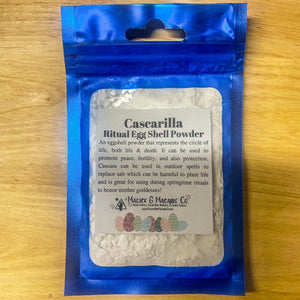 Cascarilla
Ritual Egg Shell Powder
An eggshell powder that represents the circle of
life, both life & death. It can be used to
promote peace, fertility, and also protection.
Cascara can be used in outdoor spells to
replace salt which can be harmful to plant life
and is great for using during springtime rituals
to honor mother goddesses!
Magick & Macabre Co